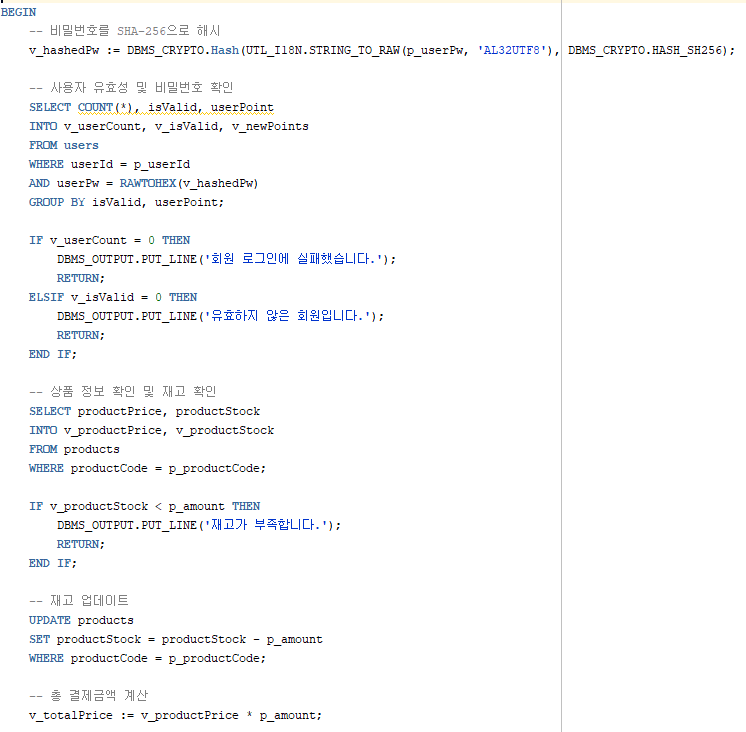 BEGIN
-- 비밀번호를 SHA-256으로 해시
v_hashedPw := DBMS_CRYPTO.Hash(UTL_I18N.STRING_TO_RAW(p_userPw, 'AL32UTF8'), DBMS_CRYPTO.HASH_SH256);
-- 사용자 유효성 및 비밀번호 확인
SELECT COUNT(*), isValid, userPoint
INTO v_userCount, v_isValid, v_newPoints
FROM users
WHERE userId = p_userId
AND userPw = RAWTOHEX(v_hashedPw)
GROUP BY isValid, userPoint;
IF v_userCount = 0 THEN
DBMS_OUTPUT.PUT_LINE('회원 로그인에 실패했습니다.');
RETURN;
ELSIF v_isValid = 0 THEN
DBMS_OUTPUT.PUT_LINE('유효하지 않은 회원입니다.');
RETURN;
END IF;
-- 상품 정보 확인 및 재고 확인
SELECT productPrice, productStock
INTO v_productPrice, v_productStock
FROM products
WHERE productCode = p_productCode;
IF v_productStock < p_amount THEN
DBMS_OUTPUT.PUT_LINE('재고가 부족합니다.');
RETURN;
END IF;
-- 재고 업데이트
UPDATE products
SET productStock = productStock - p_amount
WHERE productCode = p_productCode;
-- 총 결제금액 계산
v_totalPrice := v_productPrice * p_amount;